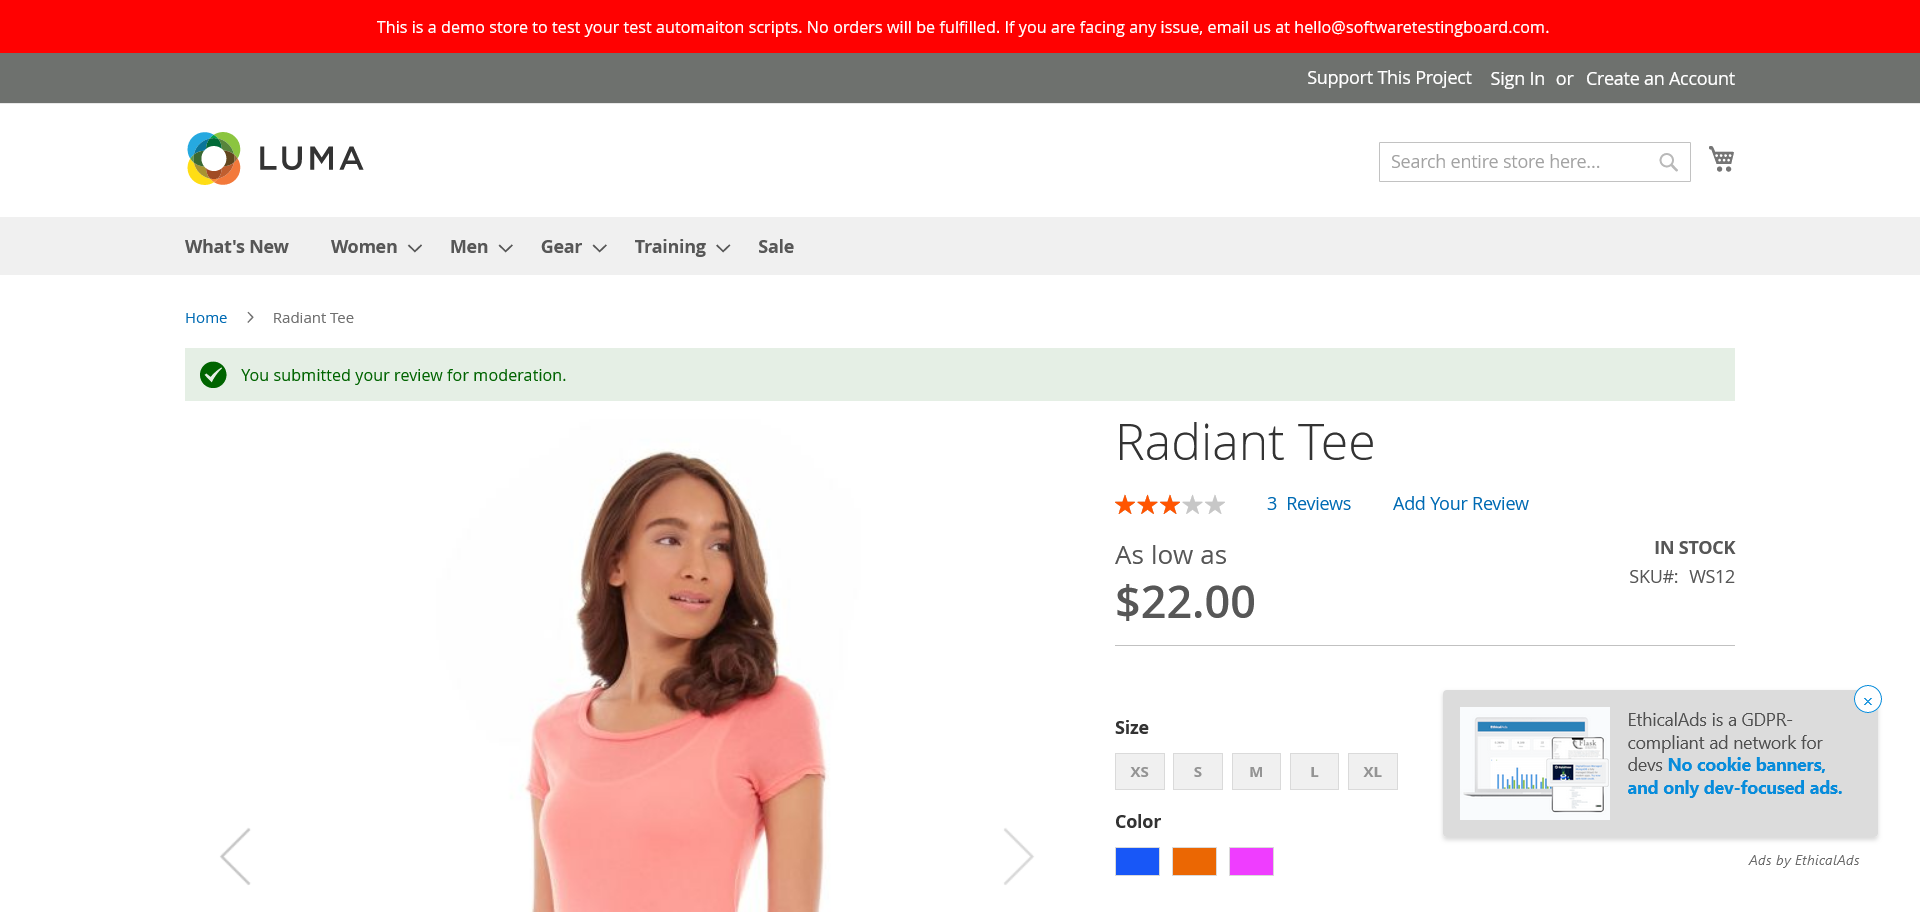 This is a demo store to test your test automaiton scripts. No orders will be fulfilled. If you are facing any issue, email us at hello@softwaretestingboard.com.
Support This Project Sign In or Create an Account
LUMA
Search entire store here...
What's New Women Men Gear Training Sale
Home Radiant Tee
You submitted your review for moderation.
Radiant Tee
3 Reviews Add Your Review
As low as
$22.00
IN STOCK
SKU#: WS12
Size
XS S M L XL
Color
EthicalAds is a GDPR-
compliant ad network for
devs No cookie banners,
and only dev-focused ads.
Ads by EthicalAds